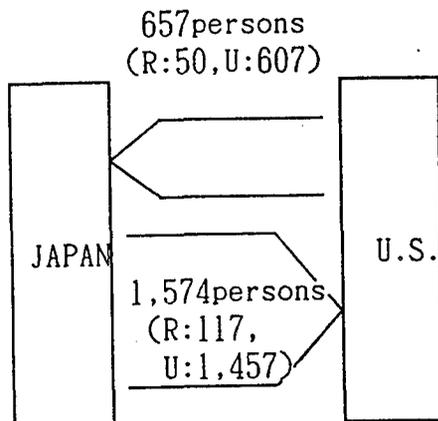 657persons
(R:50,U:607)
JAPAN
U.S.
1,574persons
(R:117,
U:1,457)